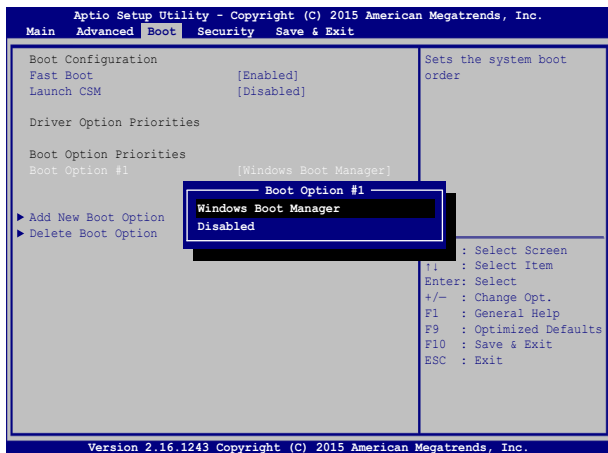 Aptio Setup Utility - Copyright (C) 2015 American Megatrends, Inc.
Main Advanced Boot Security Save & Exit
Boot Configuration
Fast Boot [Enabled]
Launch CSM [Disabled]
Driver Option Priorities
Boot Option Priorities
Boot Option #1 [Windows Boot Manager]
Boot Option #1
Windows Boot Manager
Disabled
▶ Add New Boot Option
▶ Delete Boot Option
Sets the system boot
order
: Select Screen
↑↓ : Select Item
Enter: Select
+/— : Change Opt.
F1 : General Help
F9 : Optimized Defaults
F10 : Save & Exit
ESC : Exit
Version 2.16.1243 Copyright (C) 2015 American Megatrends, Inc.